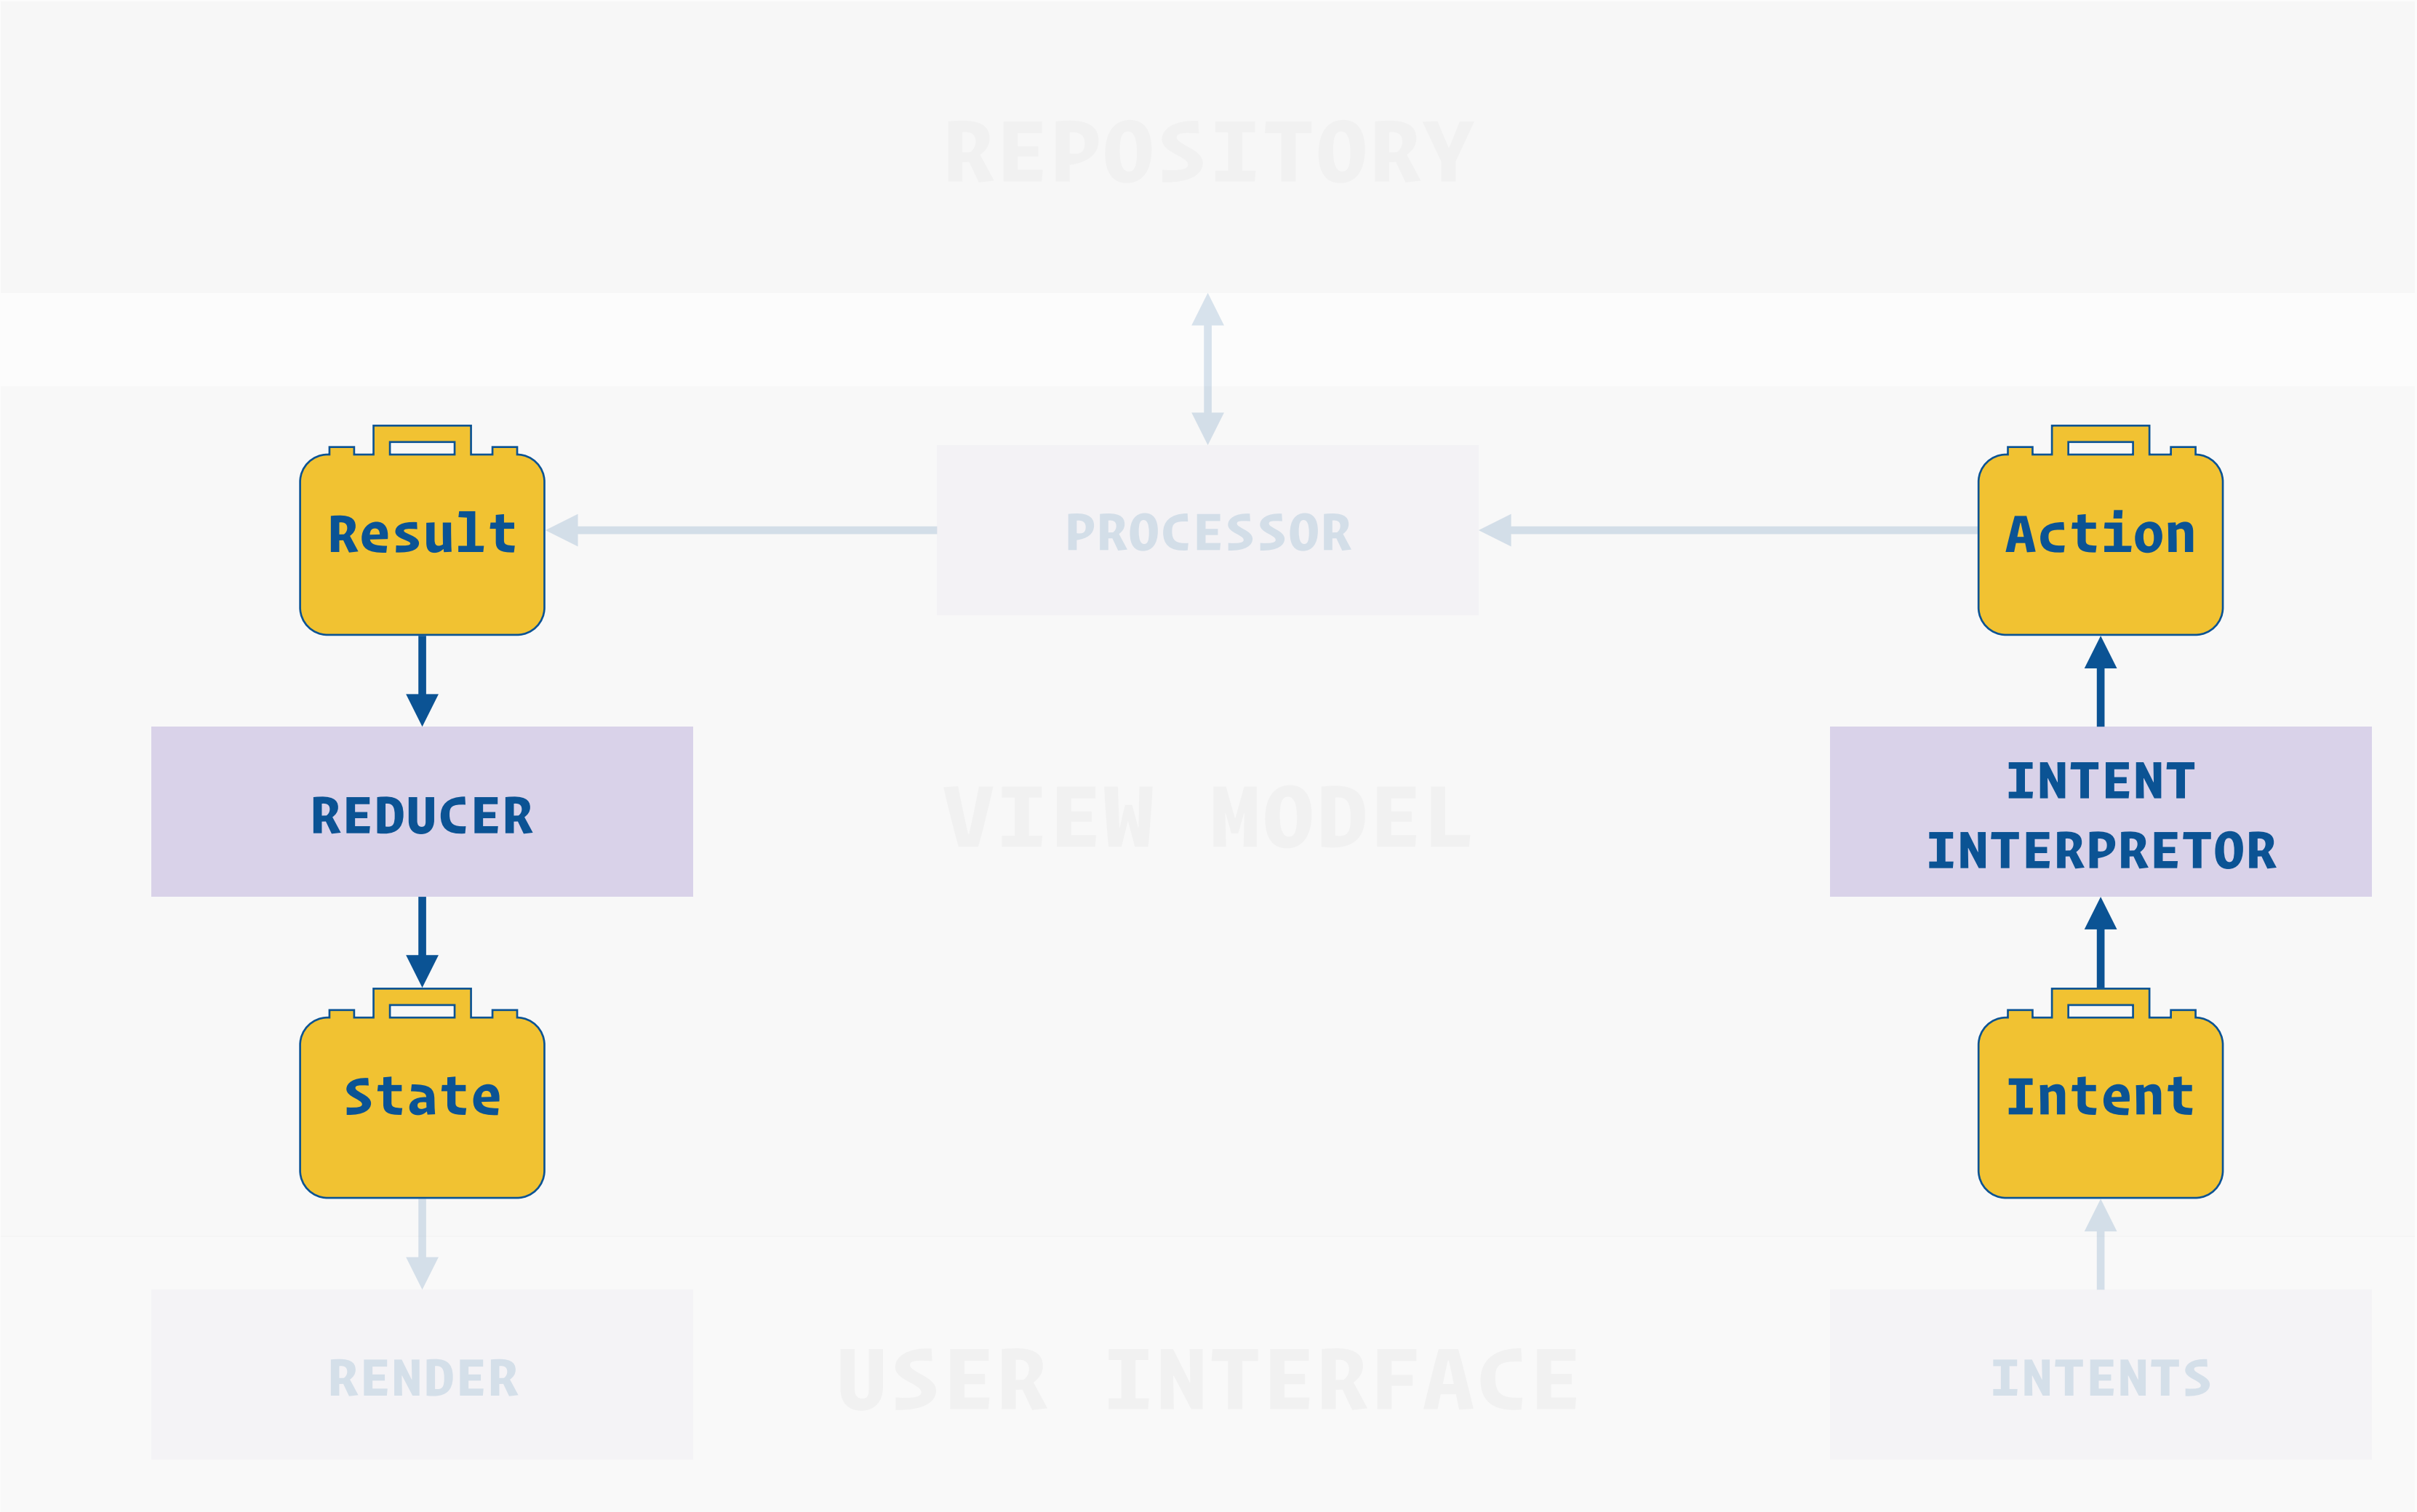 REPOSITORY
Result
PROCESSOR
Action
REDUCER
VIEW MODEL
INTENT
INTERPRETOR
State
Intent
RENDER
USER INTERFACE
INTENTS